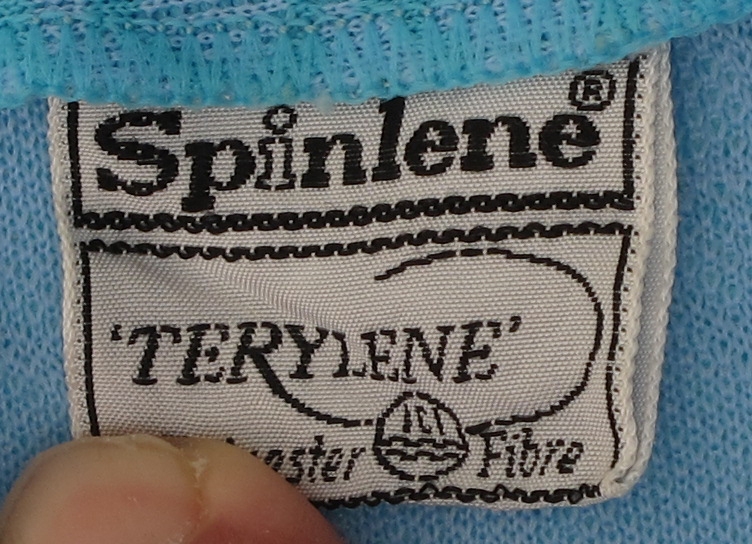 Spinlene®
'TERYLENE'
ICI
Fibre